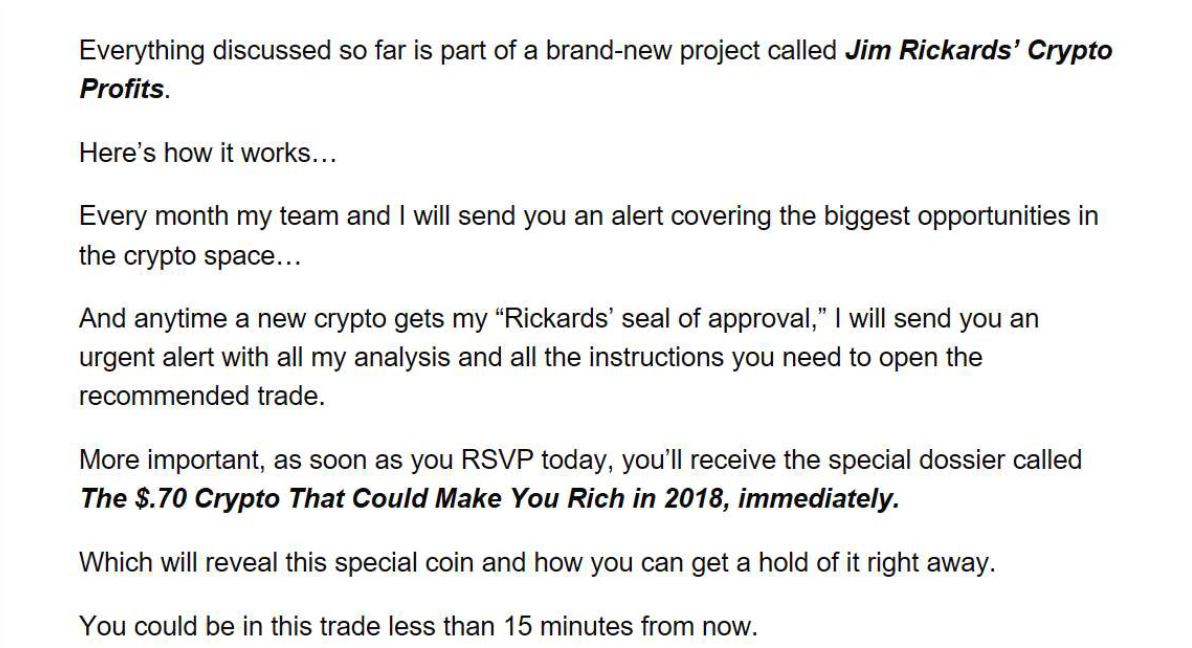 Everything discussed so far is part of a brand-new project called Jim Rickards’ Crypto
Profits.
Here’s how it works…
Every month my team and I will send you an alert covering the biggest opportunities in
the crypto space…
And anytime a new crypto gets my “Rickards’ seal of approval,” I will send you an
urgent alert with all my analysis and all the instructions you need to open the
recommended trade.
More important, as soon as you RSVP today, you’ll receive the special dossier called
The $.70 Crypto That Could Make You Rich in 2018, immediately.
Which will reveal this special coin and how you can get a hold of it right away.
You could be in this trade less than 15 minutes from now.